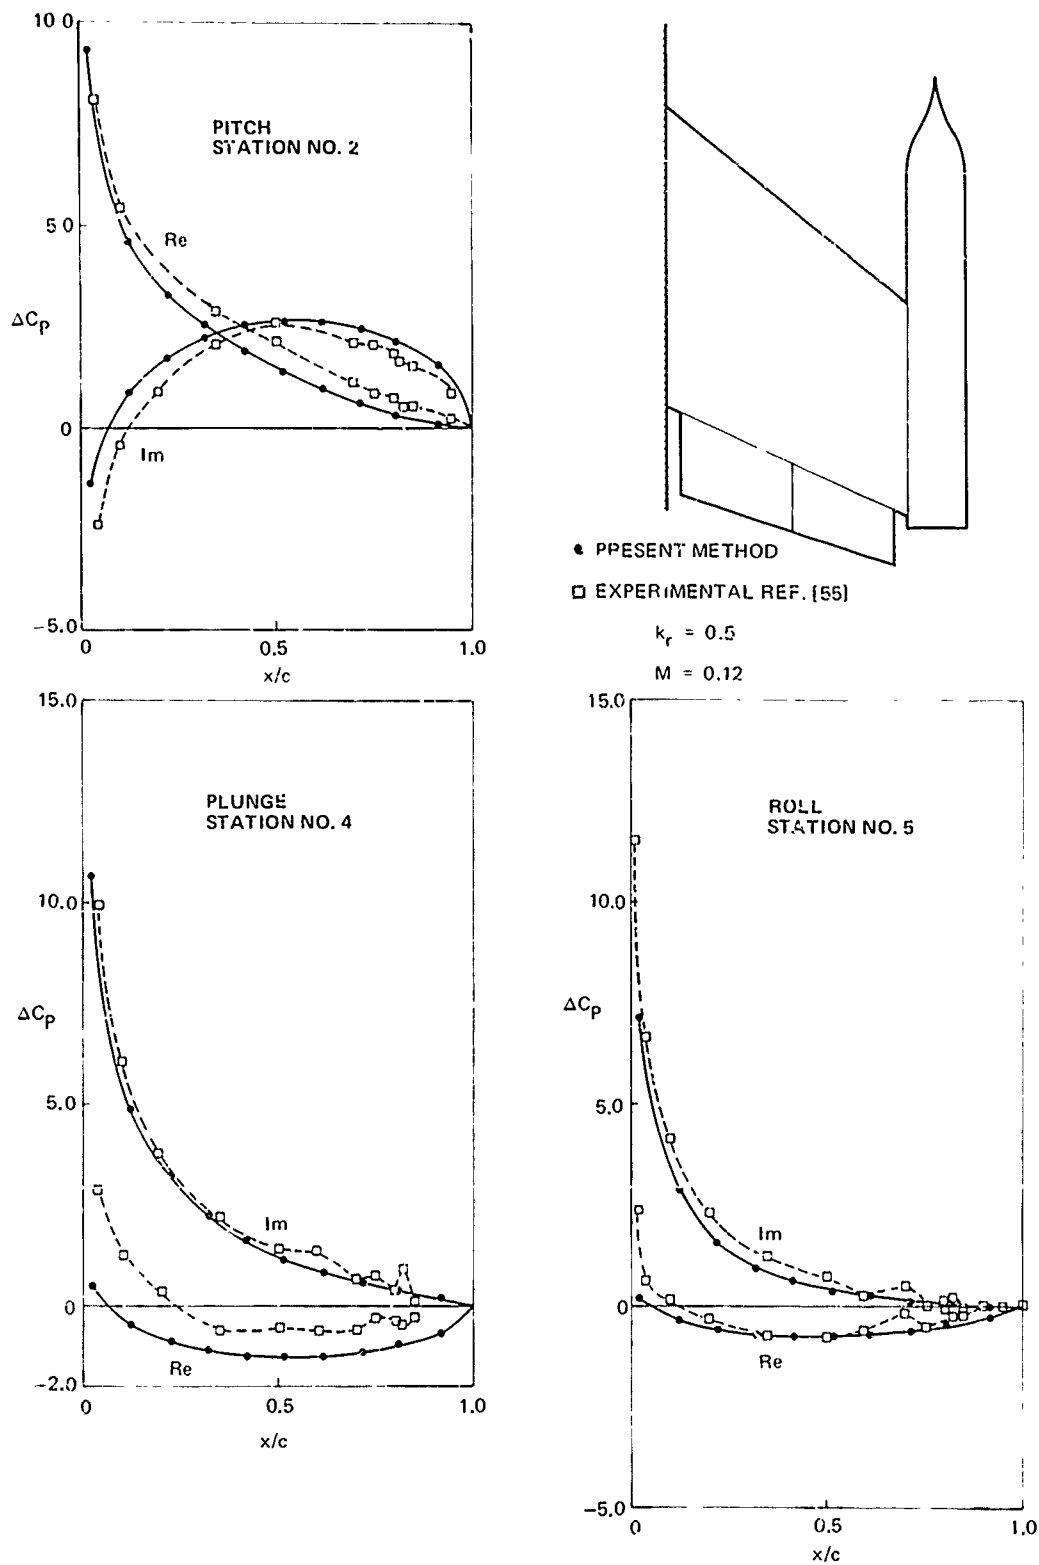 10 0
PITCH
STATION NO. 2
5 0
Re
ΔCp
0
Im
−5.0
0
0.5
1.0
x/c
PRESENT METHOD
EXPERIMENTAL REF. [55]
kr = 0.5
M = 0.12
15.0
PLUNGE
STATION NO. 4
10.0
ΔCp
5.0
Im
0
Re
−2.0
0
0.5
1.0
x/c
15.0
ROLL
STATION NO. 5
10.0
ΔCp
5.0
Im
0
Re
−5.0
0
0.5
1.0
x/c